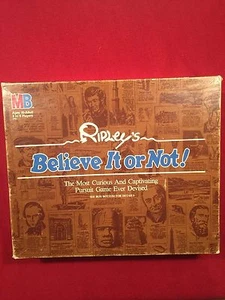 MB
Ripley's
Believe It or Not!
The Most Curious And Captivating
Pursuit Game Ever Devised